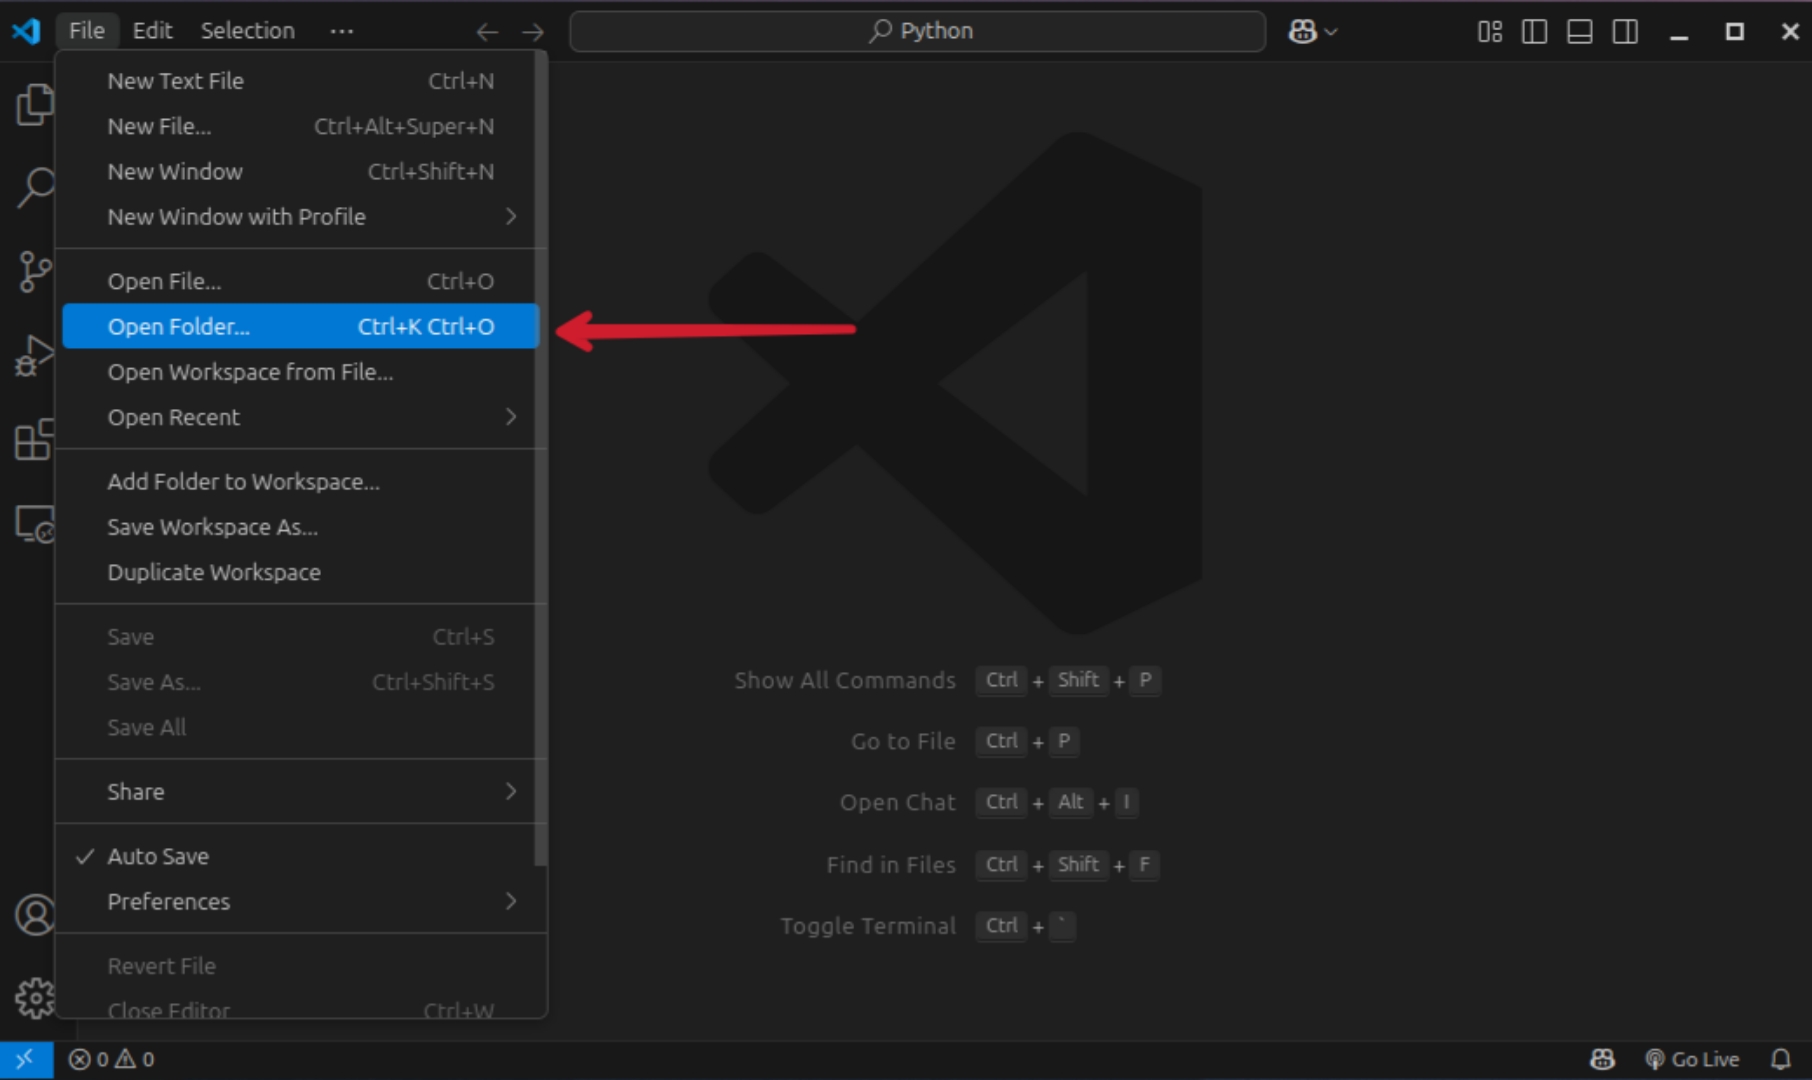 File Edit Selection ... Python
New Text File Ctrl+N
New File... Ctrl+Alt+Super+N
New Window Ctrl+Shift+N
New Window with Profile
Open File... Ctrl+O
Open Folder... Ctrl+K Ctrl+O
Open Workspace from File...
Open Recent
Add Folder to Workspace...
Save Workspace As...
Duplicate Workspace
Save Ctrl+S
Save As... Ctrl+Shift+S
Save All
Share
Auto Save
Preferences
Revert File
Close Editor Ctrl+W
Show All Commands Ctrl + Shift + P
Go to File Ctrl + P
Open Chat Ctrl + Alt + I
Find in Files Ctrl + Shift + F
Toggle Terminal Ctrl + `
0 0 Go Live